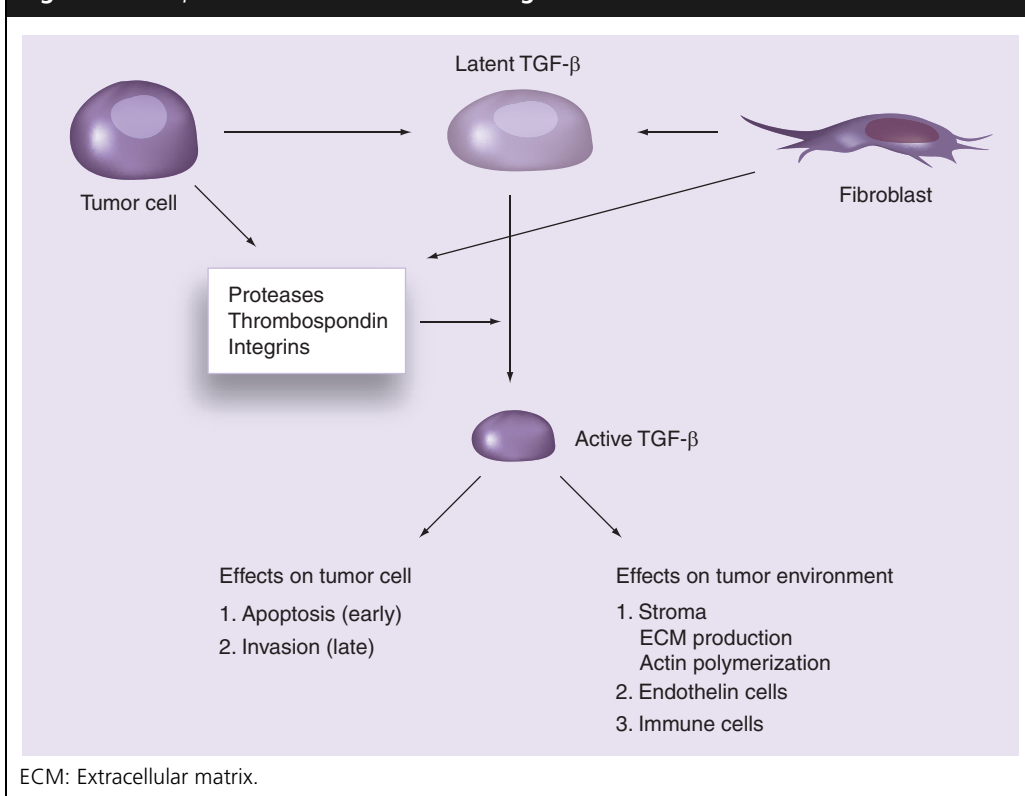 Latent TGF-β
Tumor cell
Fibroblast
Proteases
Thrombospondin
Integrins
Active TGF-β
Effects on tumor cell
1. Apoptosis (early)
2. Invasion (late)
Effects on tumor environment
1. Stroma
ECM production
Actin polymerization
2. Endothelin cells
3. Immune cells
ECM: Extracellular matrix.